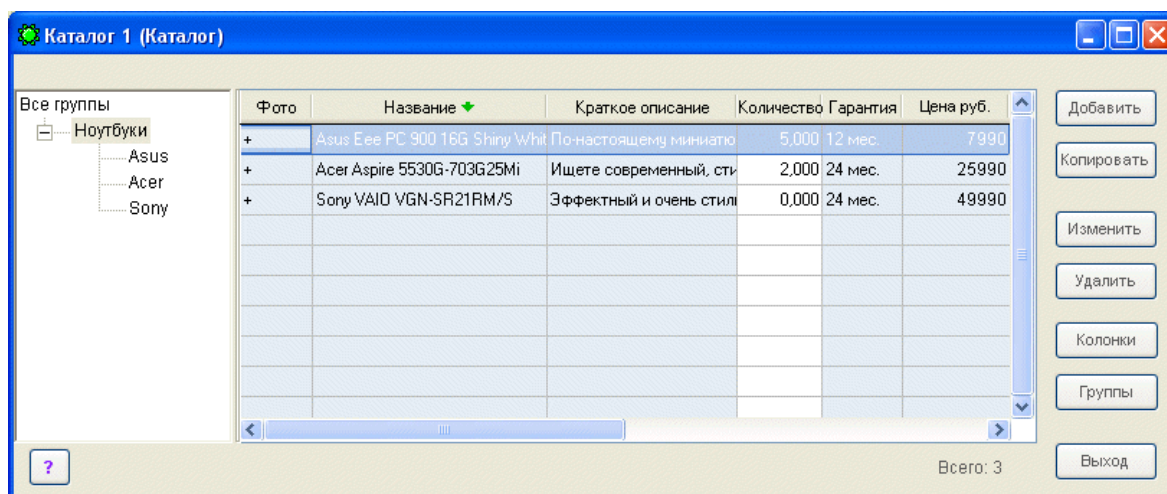 Каталог 1 (Каталог)
Все группы
Ноутбуки
Asus
Acer
Sony
Фото Название Краткое описание Количество Гарантия Цена руб.
+ Asus Eee PC 900 16G Shiny Whit По-настоящему миниатю 5,000 12 мес. 7990
+ Acer Aspire 5530G-703G25Mi Ищете современный, сти 2,000 24 мес. 25990
+ Sony VAIO VGN-SR21RM/S Эффектный и очень стил 0,000 24 мес. 49990
Добавить
Копировать
Изменить
Удалить
Колонки
Группы
Выход
?
Всего: 3